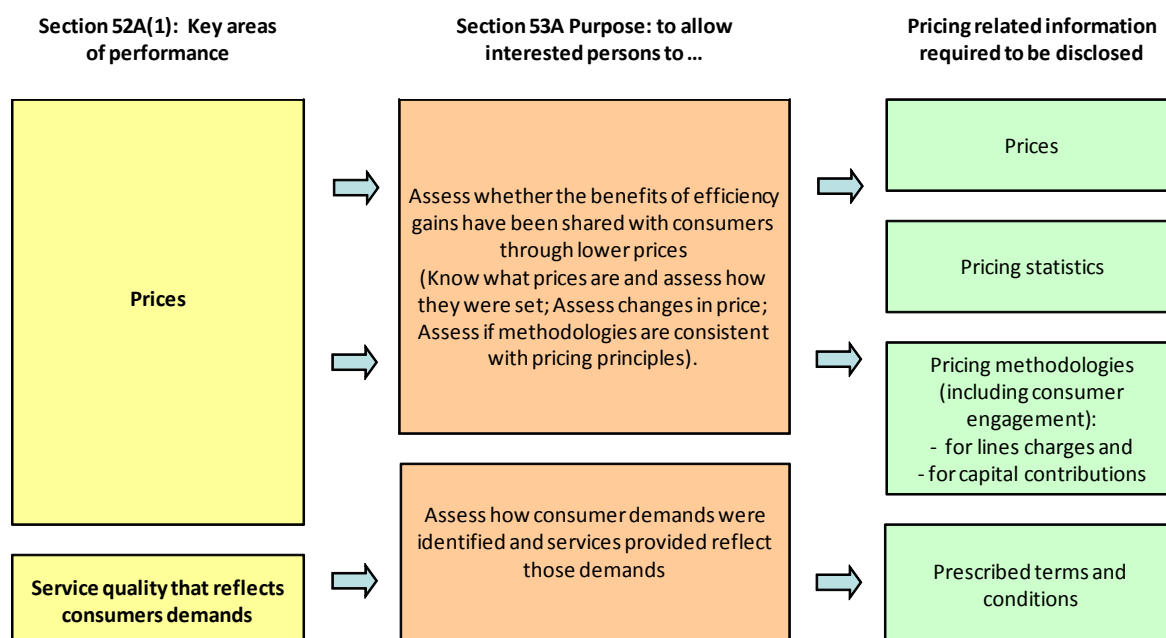 Section 52A(1):  Key areas
of performance
Section 53A Purpose: to allow
interested persons to ...
Pricing related information
required to be disclosed
Prices
Assess whether the benefits of efficiency
gains have been shared with consumers
through lower prices
(Know what prices are and assess how
they were set; Assess changes in price;
Assess if methodologies are consistent
with pricing principles).
Prices
Pricing statistics
Pricing methodologies
(including consumer
engagement):
- for lines charges and
- for capital contributions
Service quality that reflects
consumers demands
Assess how consumer demands were
identified and services provided reflect
those demands
Prescribed terms and
conditions